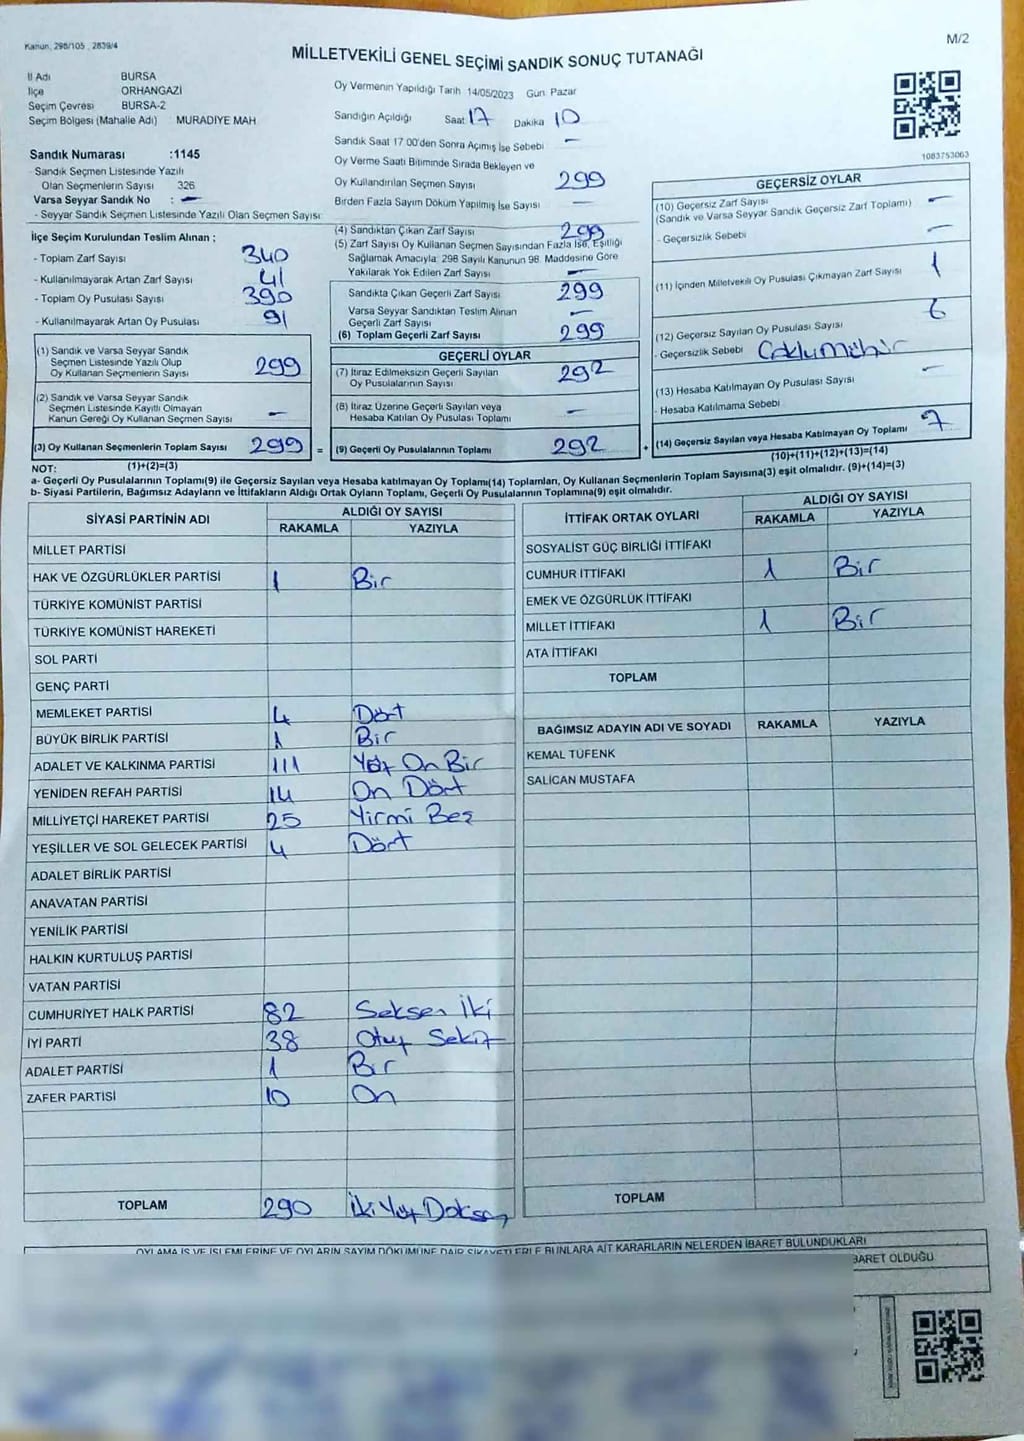 Kanun, 298/105 , 2839/4
M/2
MİLLETVEKİLİ GENEL SEÇİMİ SANDIK SONUÇ TUTANAĞI
İl Adı BURSA
İlçe ORHANGAZİ
Seçim Çevresi BURSA-2
Seçim Bölgesi (Mahalle Adı) MURADİYE MAH.
Sandık Numarası :1145
- Sandık Seçmen Listesinde Yazılı
Olan Seçmenlerin Sayısı 326
Varsa Seyyar Sandık No : —
- Seyyar Sandık Seçmen Listesinde Yazılı Olan Seçmen Sayısı:
Oy Vermenin Yapıldığı Tarih 14/05/2023 Gün: Pazar
Sandığın Açıldığı Saat 17 Dakika 10
Sandık Saat 17 00'den Sonra Açımış İse Sebebi —
Oy Verme Saati Bitiminde Sırada Bekleyen ve
Oy Kullandırılan Seçmen Sayısı 299
Birden Fazla Sayım Döküm Yapılmış İse Sayısı —
1083753063
İlçe Seçim Kurulundan Teslim Alınan ;
- Toplam Zarf Sayısı 340
- Kullanılmayarak Artan Zarf Sayısı 41
- Toplam Oy Pusulası Sayısı 390
- Kullanılmayarak Artan Oy Pusulası 91
(4) Sandıktan Çıkan Zarf Sayısı 299
(5) Zarf Sayısı Oy Kullanan Seçmen Sayısından Fazla İse, Eşitliği
Sağlamak Amacıyla: 298 Sayılı Kanunun 98. Maddesine Göre
Yakılarak Yok Edilen Zarf Sayısı —
Sandıkta Çıkan Geçerli Zarf Sayısı 299
Varsa Seyyar Sandıktan Teslim Alınan
Geçerli Zarf Sayısı —
(6) Toplam Geçerli Zarf Sayısı 299
GEÇERSİZ OYLAR
(10) Geçersiz Zarf Sayısı —
(Sandık ve Varsa Seyyar Sandık Geçersiz Zarf Toplamı)
- Geçersizlik Sebebi —
(11) İçinden Milletvekili Oy Pusulası Çıkmayan Zarf Sayısı 1
(12) Geçersiz Sayılan Oy Pusulası Sayısı 6
- Geçersizlik Sebebi Çoklu Mühür
(13) Hesaba Katılmayan Oy Pusulası Sayısı —
- Hesaba Katılmama Sebebi
(14) Geçersiz Sayılan veya Hesaba Katılmayan Oy Toplamı 7
(10)+(11)+(12)+(13)=(14)
(1) Sandık ve Varsa Seyyar Sandık
Seçmen Listesinde Yazılı Olup
Oy Kullanan Seçmenlerin Sayısı 299
(2) Sandık ve Varsa Seyyar Sandık
Seçmen Listesinde Kayıtlı Olmayan
Kanun Gereği Oy Kullanan Seçmen Sayısı —
(3) Oy Kullanan Seçmenlerin Toplam Sayısı 299 =
(1)+(2)=(3)
GEÇERLİ OYLAR
(7) İtiraz Edilmeksizin Geçerli Sayılan
Oy Pusulalarının Sayısı 292
(8) İtiraz Üzerine Geçerli Sayılan veya
Hesaba Katılan Oy Pusulası Toplamı —
(9) Geçerli Oy Pusulalarının Toplamı 292 +
NOT:
a- Geçerli Oy Pusulalarının Toplamı(9) ile Geçersiz Sayılan veya Hesaba katılmayan Oy Toplamı(14) Toplamları, Oy Kullanan Seçmenlerin Toplam Sayısına(3) eşit olmalıdır. (9)+(14)=(3)
b- Siyasi Partilerin, Bağımsız Adayların ve İttifakların Aldığı Ortak Oyların Toplamı, Geçerli Oy Pusulalarının Toplamına(9) eşit olmalıdır.
SİYASİ PARTİNİN ADI ALDIĞI OY SAYISI
RAKAMLA YAZIYLA
MİLLET PARTİSİ
HAK VE ÖZGÜRLÜKLER PARTİSİ 1 Bir
TÜRKİYE KOMÜNİST PARTİSİ
TÜRKİYE KOMÜNİST HAREKETİ
SOL PARTİ
GENÇ PARTİ
MEMLEKET PARTİSİ 4 Dört
BÜYÜK BİRLİK PARTİSİ 1 Bir
ADALET VE KALKINMA PARTİSİ 111 Yüz On Bir
YENİDEN REFAH PARTİSİ 14 On Dört
MİLLİYETÇİ HAREKET PARTİSİ 25 Yirmi Beş
YEŞİLLER VE SOL GELECEK PARTİSİ 4 Dört
ADALET BİRLİK PARTİSİ
ANAVATAN PARTİSİ
YENİLİK PARTİSİ
HALKIN KURTULUŞ PARTİSİ
VATAN PARTİSİ
CUMHURİYET HALK PARTİSİ 82 Seksen İki
İYİ PARTİ 38 Otuz Sekiz
ADALET PARTİSİ 1 Bir
ZAFER PARTİSİ 10 On
TOPLAM 290 İki Yüz Doksan
İTTİFAK ORTAK OYLARI ALDIĞI OY SAYISI
RAKAMLA YAZIYLA
SOSYALİST GÜÇ BİRLİĞİ İTTİFAKI
CUMHUR İTTİFAKI 1 Bir
EMEK VE ÖZGÜRLÜK İTTİFAKI
MİLLET İTTİFAKI 1 Bir
ATA İTTİFAKI
TOPLAM
BAĞIMSIZ ADAYIN ADI VE SOYADI RAKAMLA YAZIYLA
KEMAL TÜFENK
SALİCAN MUSTAFA
TOPLAM
OYLAMA İŞ VE İŞLEMLERİNE VE OYLARIN SAYIM DÖKÜMÜNE DAİR ŞİKAYETLERLE BUNLARA AİT KARARLARIN NELERDEN İBARET BULUNDUKLARI
BARET OLDUĞU